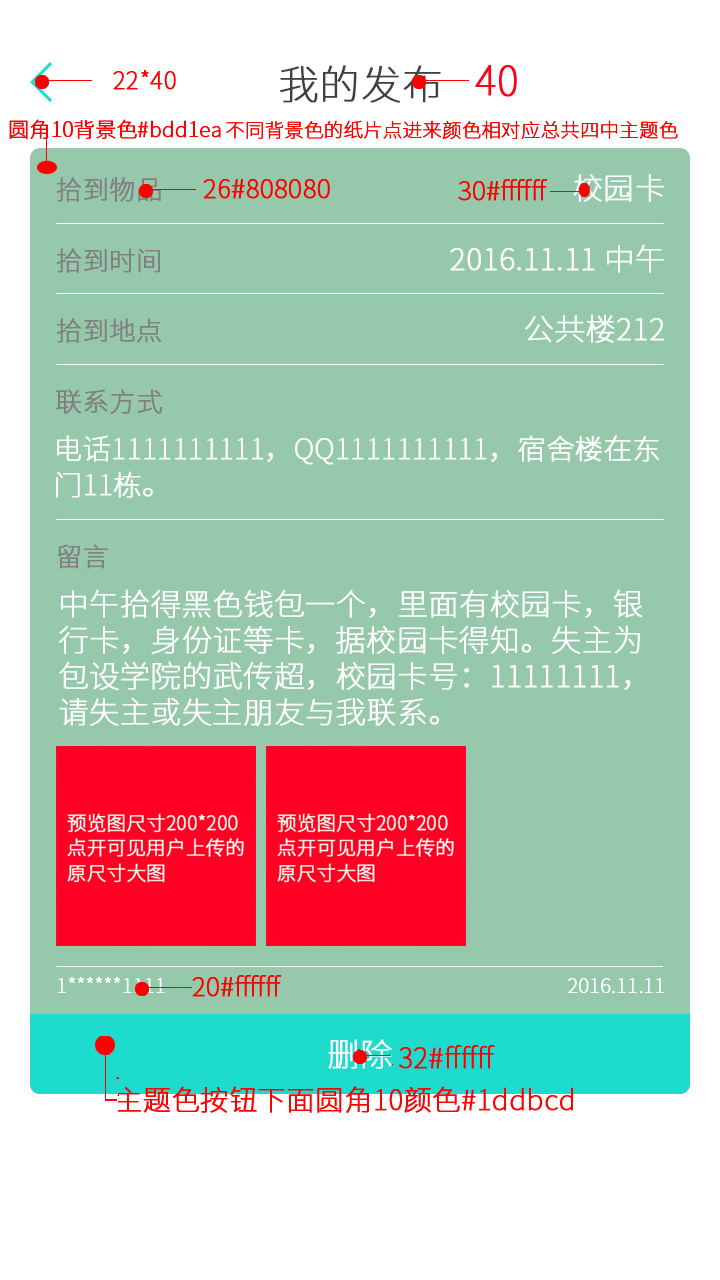 22*40
我的发布
40
圆角10背景色#bdd1ea 不同背景色的纸片点进来颜色相对应总共四中主题色
拾到物品
26#808080
30#ffffff
校园卡
拾到时间
2016.11.11 中午
拾到地点
公共楼212
联系方式
电话1111111111，QQ1111111111，宿舍楼在东
门11栋。
留言
中午拾得黑色钱包一个，里面有校园卡，银
行卡，身份证等卡，据校园卡得知。失主为
包设学院的武传超，校园卡号：11111111，
请失主或失主朋友与我联系。
预览图尺寸200*200
点开可见用户上传的
原尺寸大图
预览图尺寸200*200
点开可见用户上传的
原尺寸大图
1******1111
20#ffffff
2016.11.11
删除
32#ffffff
主题色按钮下面圆角10颜色#1ddbcd